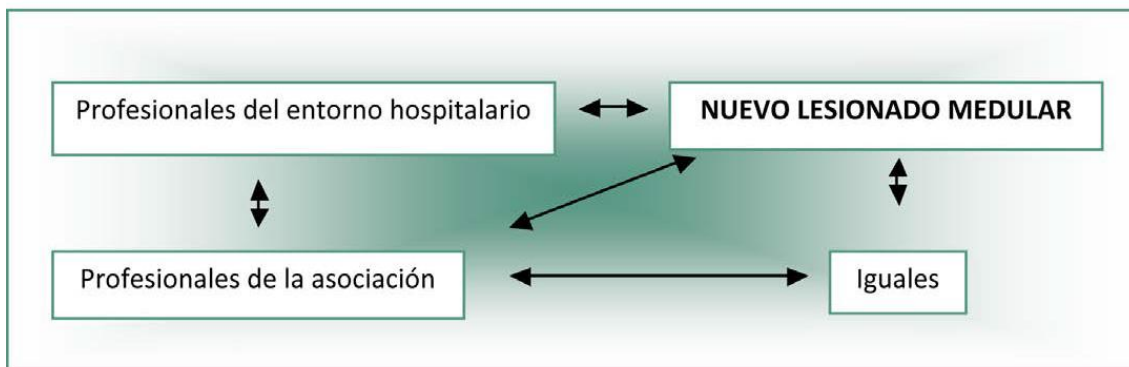 Profesionales del entorno hospitalario
NUEVO LESIONADO MEDULAR
Profesionales de la asociación
Iguales